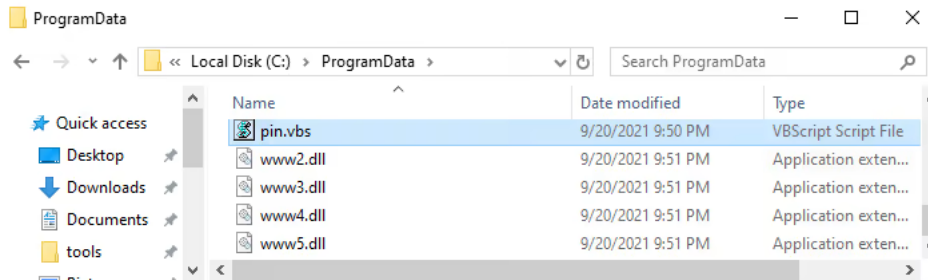 ProgramData
« Local Disk (C:) > ProgramData >
Search ProgramData
Name Date modified Type
Quick access
Desktop
Downloads
Documents
tools
pin.vbs 9/20/2021 9:50 PM VBScript Script File
www2.dll 9/20/2021 9:51 PM Application exten...
www3.dll 9/20/2021 9:51 PM Application exten...
www4.dll 9/20/2021 9:51 PM Application exten...
www5.dll 9/20/2021 9:51 PM Application exten...